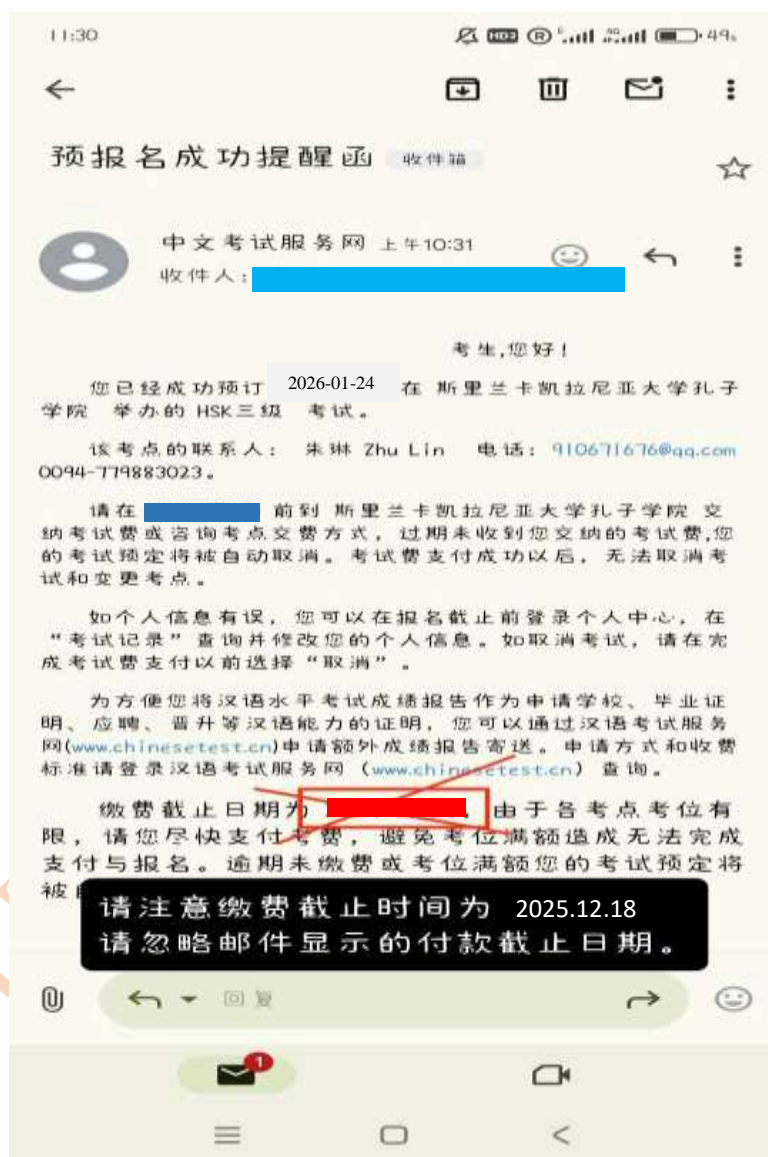 11:30
HD2 R 49%
预报名成功提醒函 收件箱
中文考试服务网 上午10:31
收件人:
考生,您好!
您已经成功预订 2026-01-24 在 斯里兰卡凯拉尼亚大学孔子
学院 举办的 HSK三级 考试。
该考点的联系人: 朱琳 Zhu Lin 电话: 910671676@qq.com
0094-779883023。
请在 前到 斯里兰卡凯拉尼亚大学孔子学院 交
纳考试费或咨询考点交费方式, 过期未收到您交纳的考试费,您
的考试预定将被自动取消。考试费支付成功以后, 无法取消考
试和变更考点。
如个人信息有误, 您可以在报名截止前登录个人中心, 在
“考试记录”查询并修改您的个人信息。如取消考试, 请在完
成考试费支付以前选择“取消”。
为方便您将汉语水平考试成绩报告作为申请学校、毕业证
明、应聘、晋升等汉语能力的证明, 您可以通过汉语考试服务
网(www.chinesetest.cn)申请额外成绩报告寄送。申请方式和收费
标准请登录汉语考试服务网 (www.chinesetest.cn) 查询。
缴费截止日期为 , 由于各考点考位有
限, 请您尽快支付考费, 避免考位满额造成无法完成
支付与报名。逾期未缴费或考位满额您的考试预定将
被
请注意缴费截止时间为 2025.12.18
请忽略邮件显示的付款截止日期。
回复
1